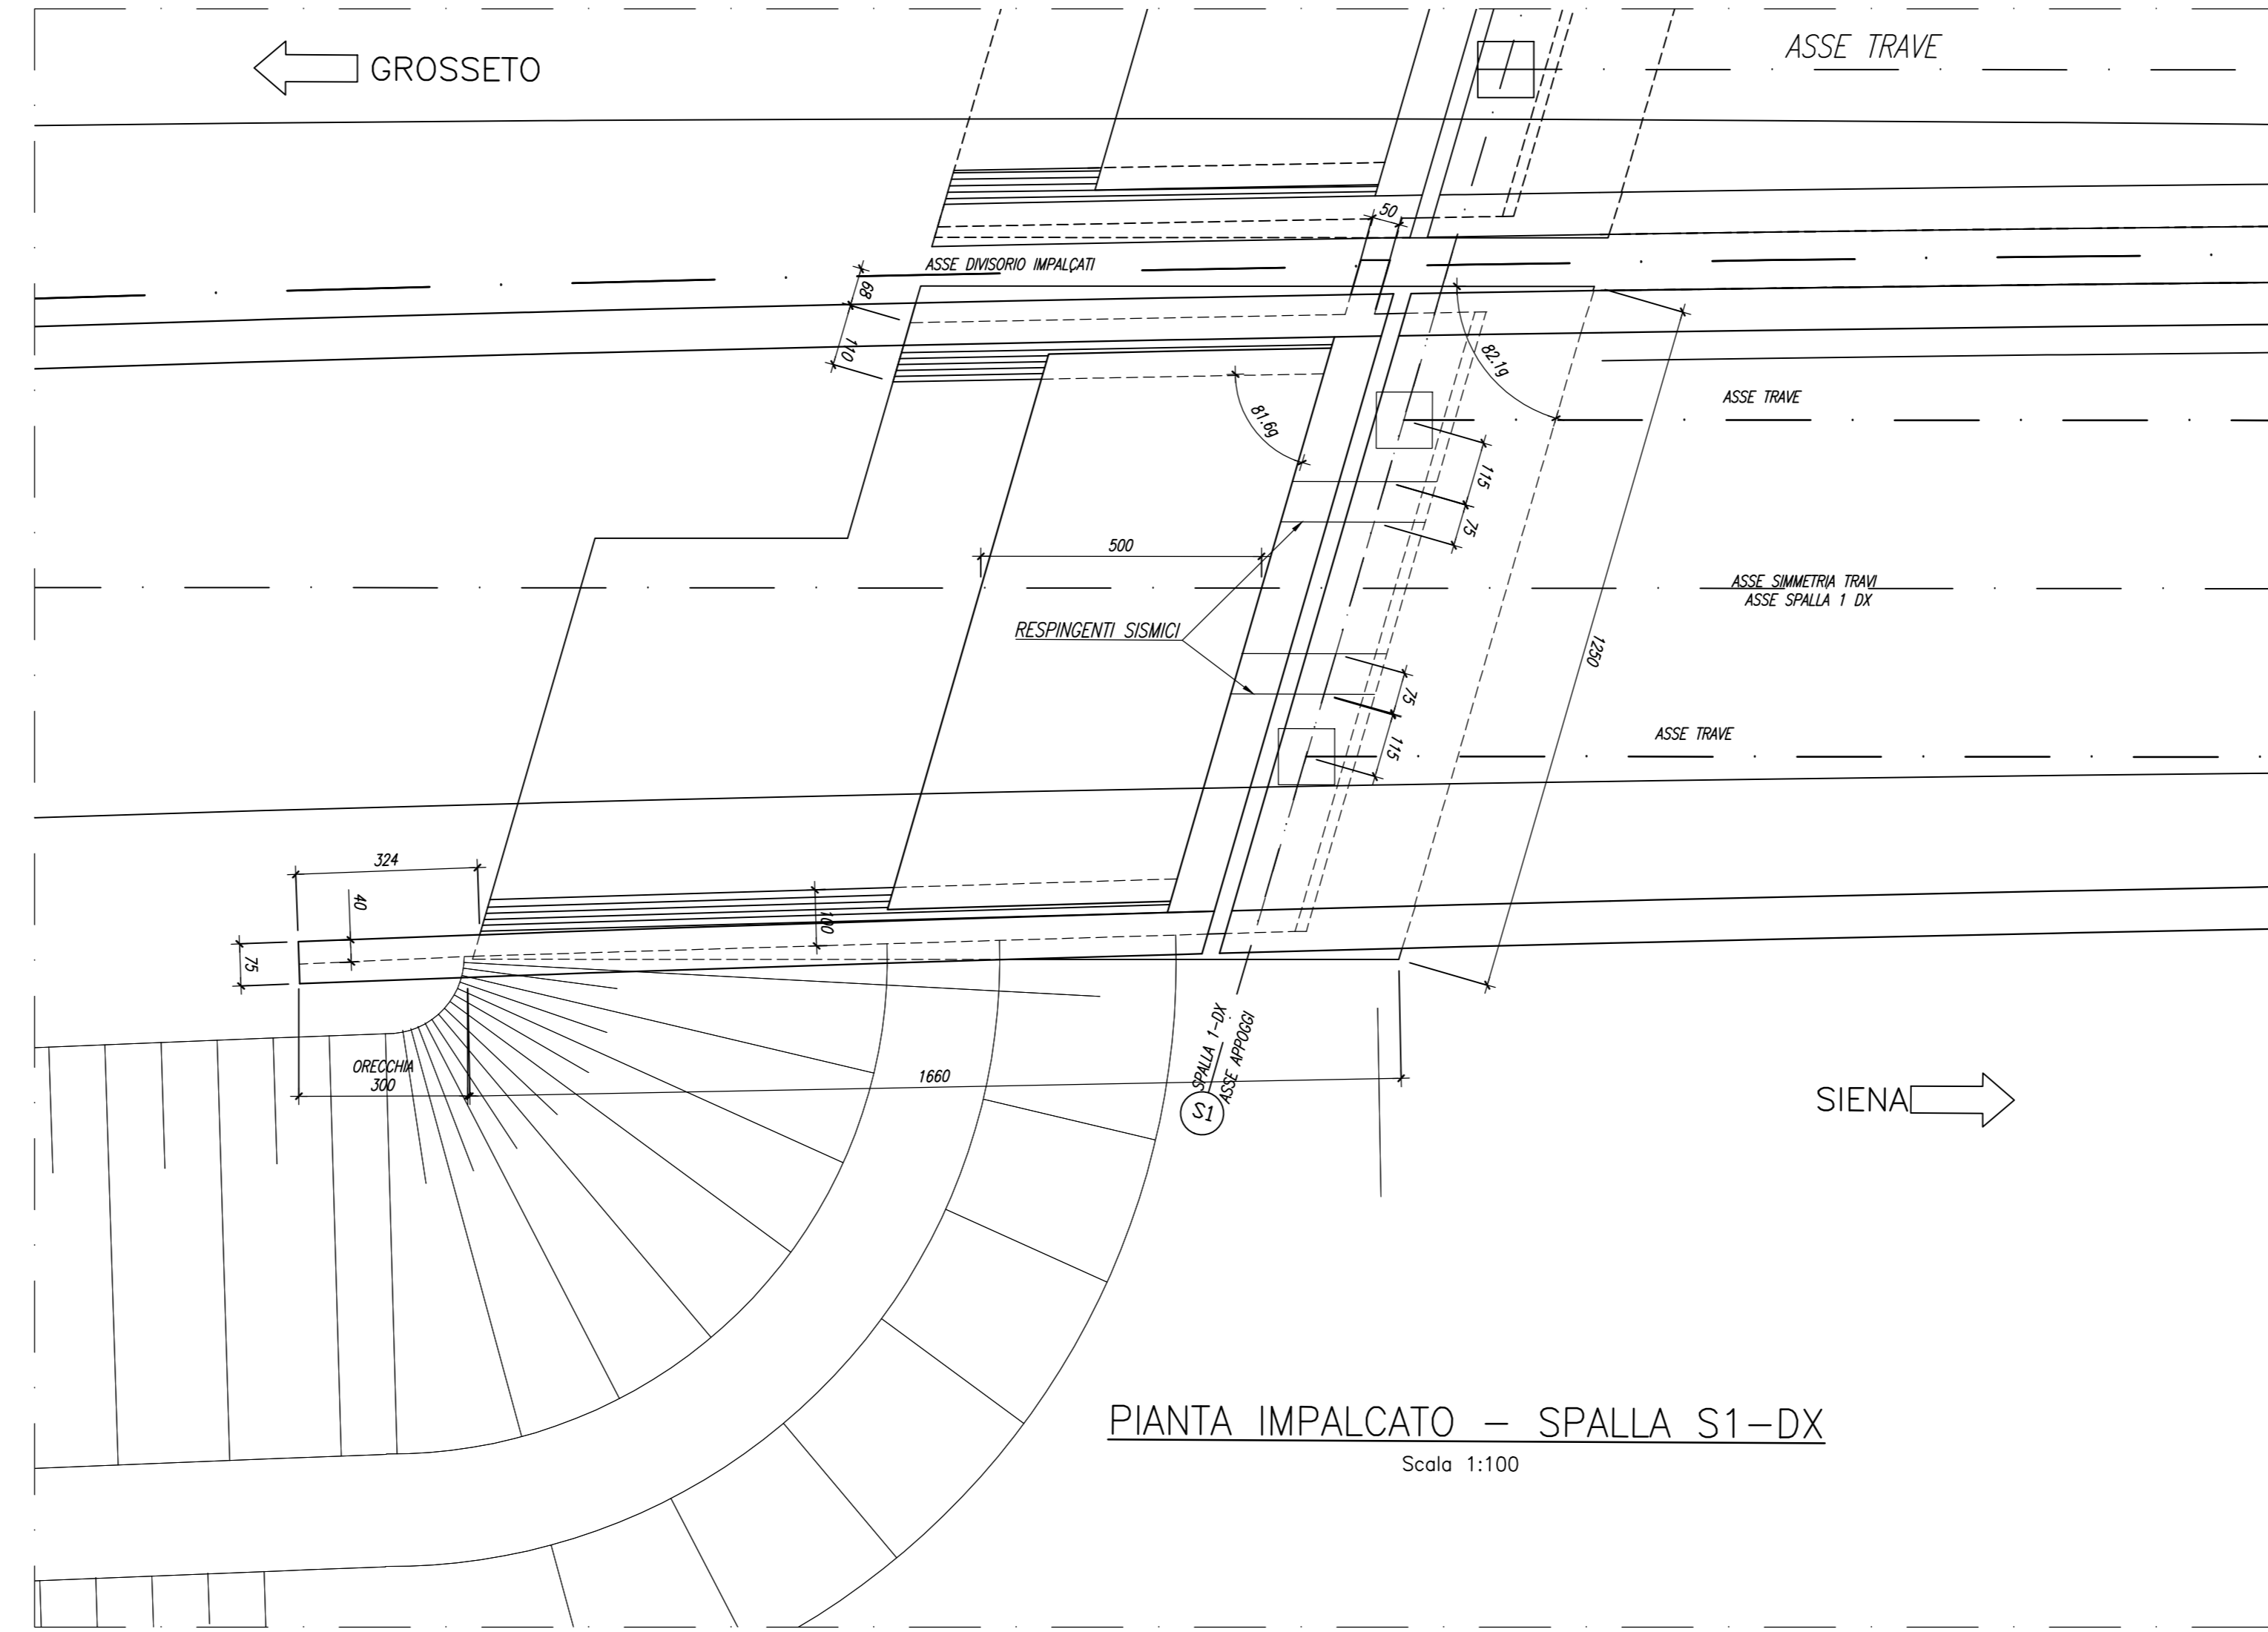 GROSSETO
ASSE TRAVE
50
ASSE DIVISORIO IMPALCATI
68
110
82.1g
81.6g
ASSE TRAVE
115
75
500
ASSE SIMMETRIA TRAVI
ASSE SPALLA 1 DX
RESPINGENTI SISMICI
1250
75
115
ASSE TRAVE
324
40
100
75
ORECCHIA
300
1660
SPALLA 1-DX
ASSE APPOGGI
S1
SIENA
PIANTA IMPALCATO - SPALLA S1-DX
Scala 1:100